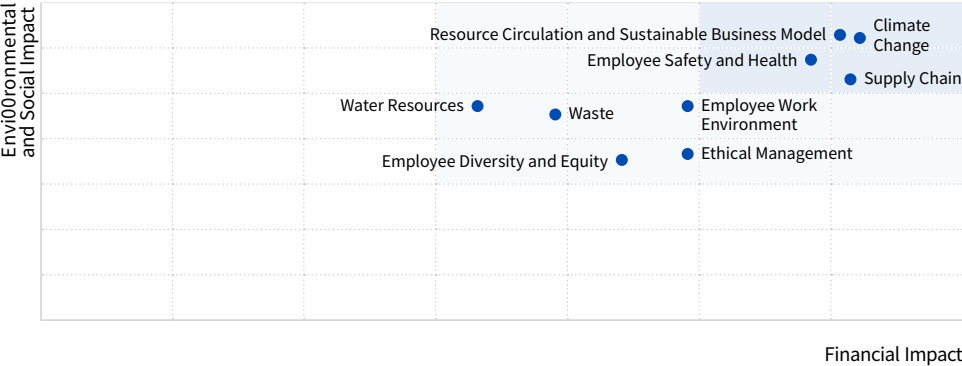 Envi00ronmental
and Social Impact
Resource Circulation and Sustainable Business Model
Climate
Change
Employee Safety and Health
Supply Chain
Water Resources
Waste
Employee Work
Environment
Employee Diversity and Equity
Ethical Management
Financial Impact